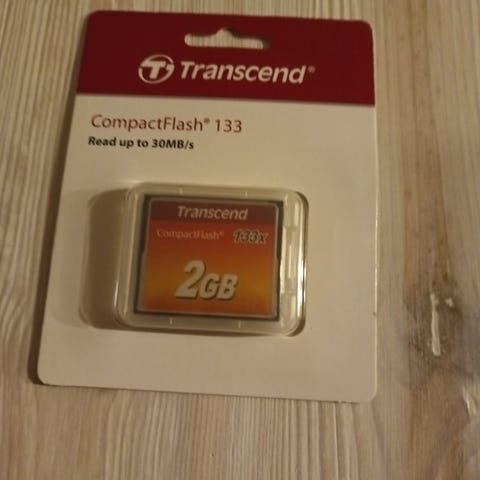 Transcend®
CompactFlash® 133
Read up to 30MB/s
Transcend
CompactFlash® 133x
2GB